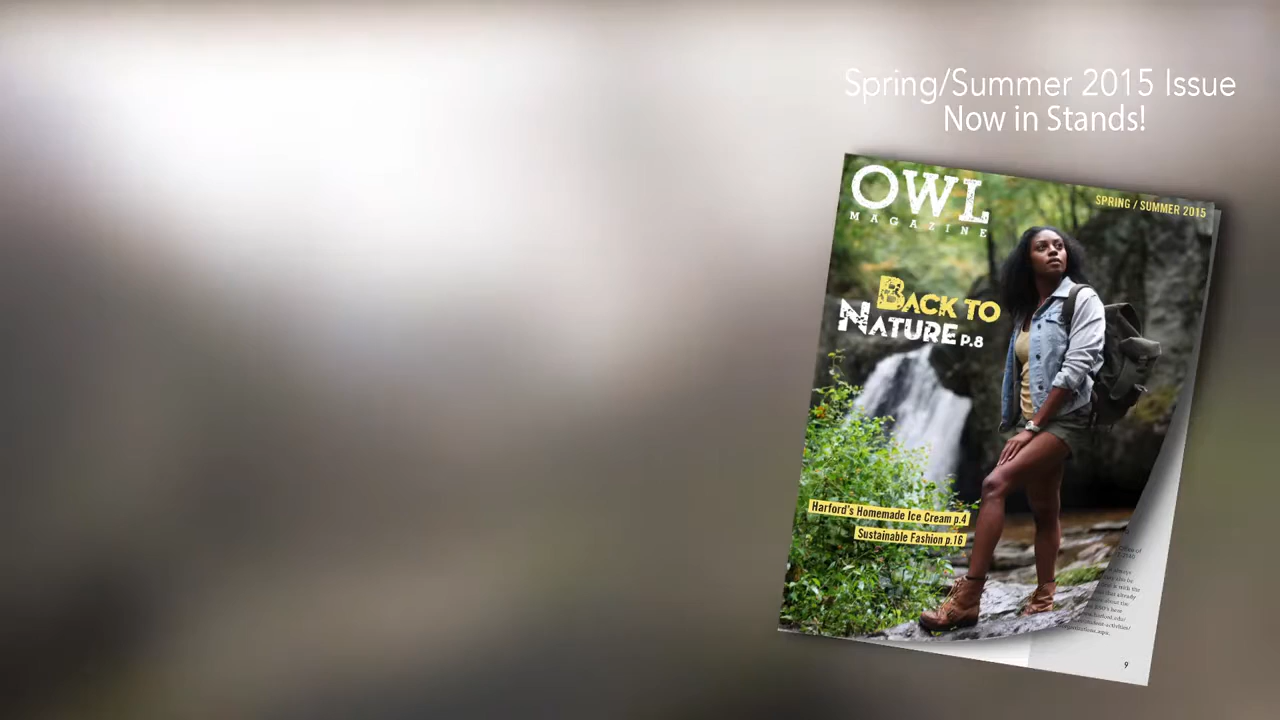 Spring/Summer 2015 Issue
Now in Stands!
OWL
MAGAZINE
SPRING / SUMMER 2015
BACK TO
NATURE P.8
Harford's Homemade Ice Cream p.4
Sustainable Fashion p.16
9